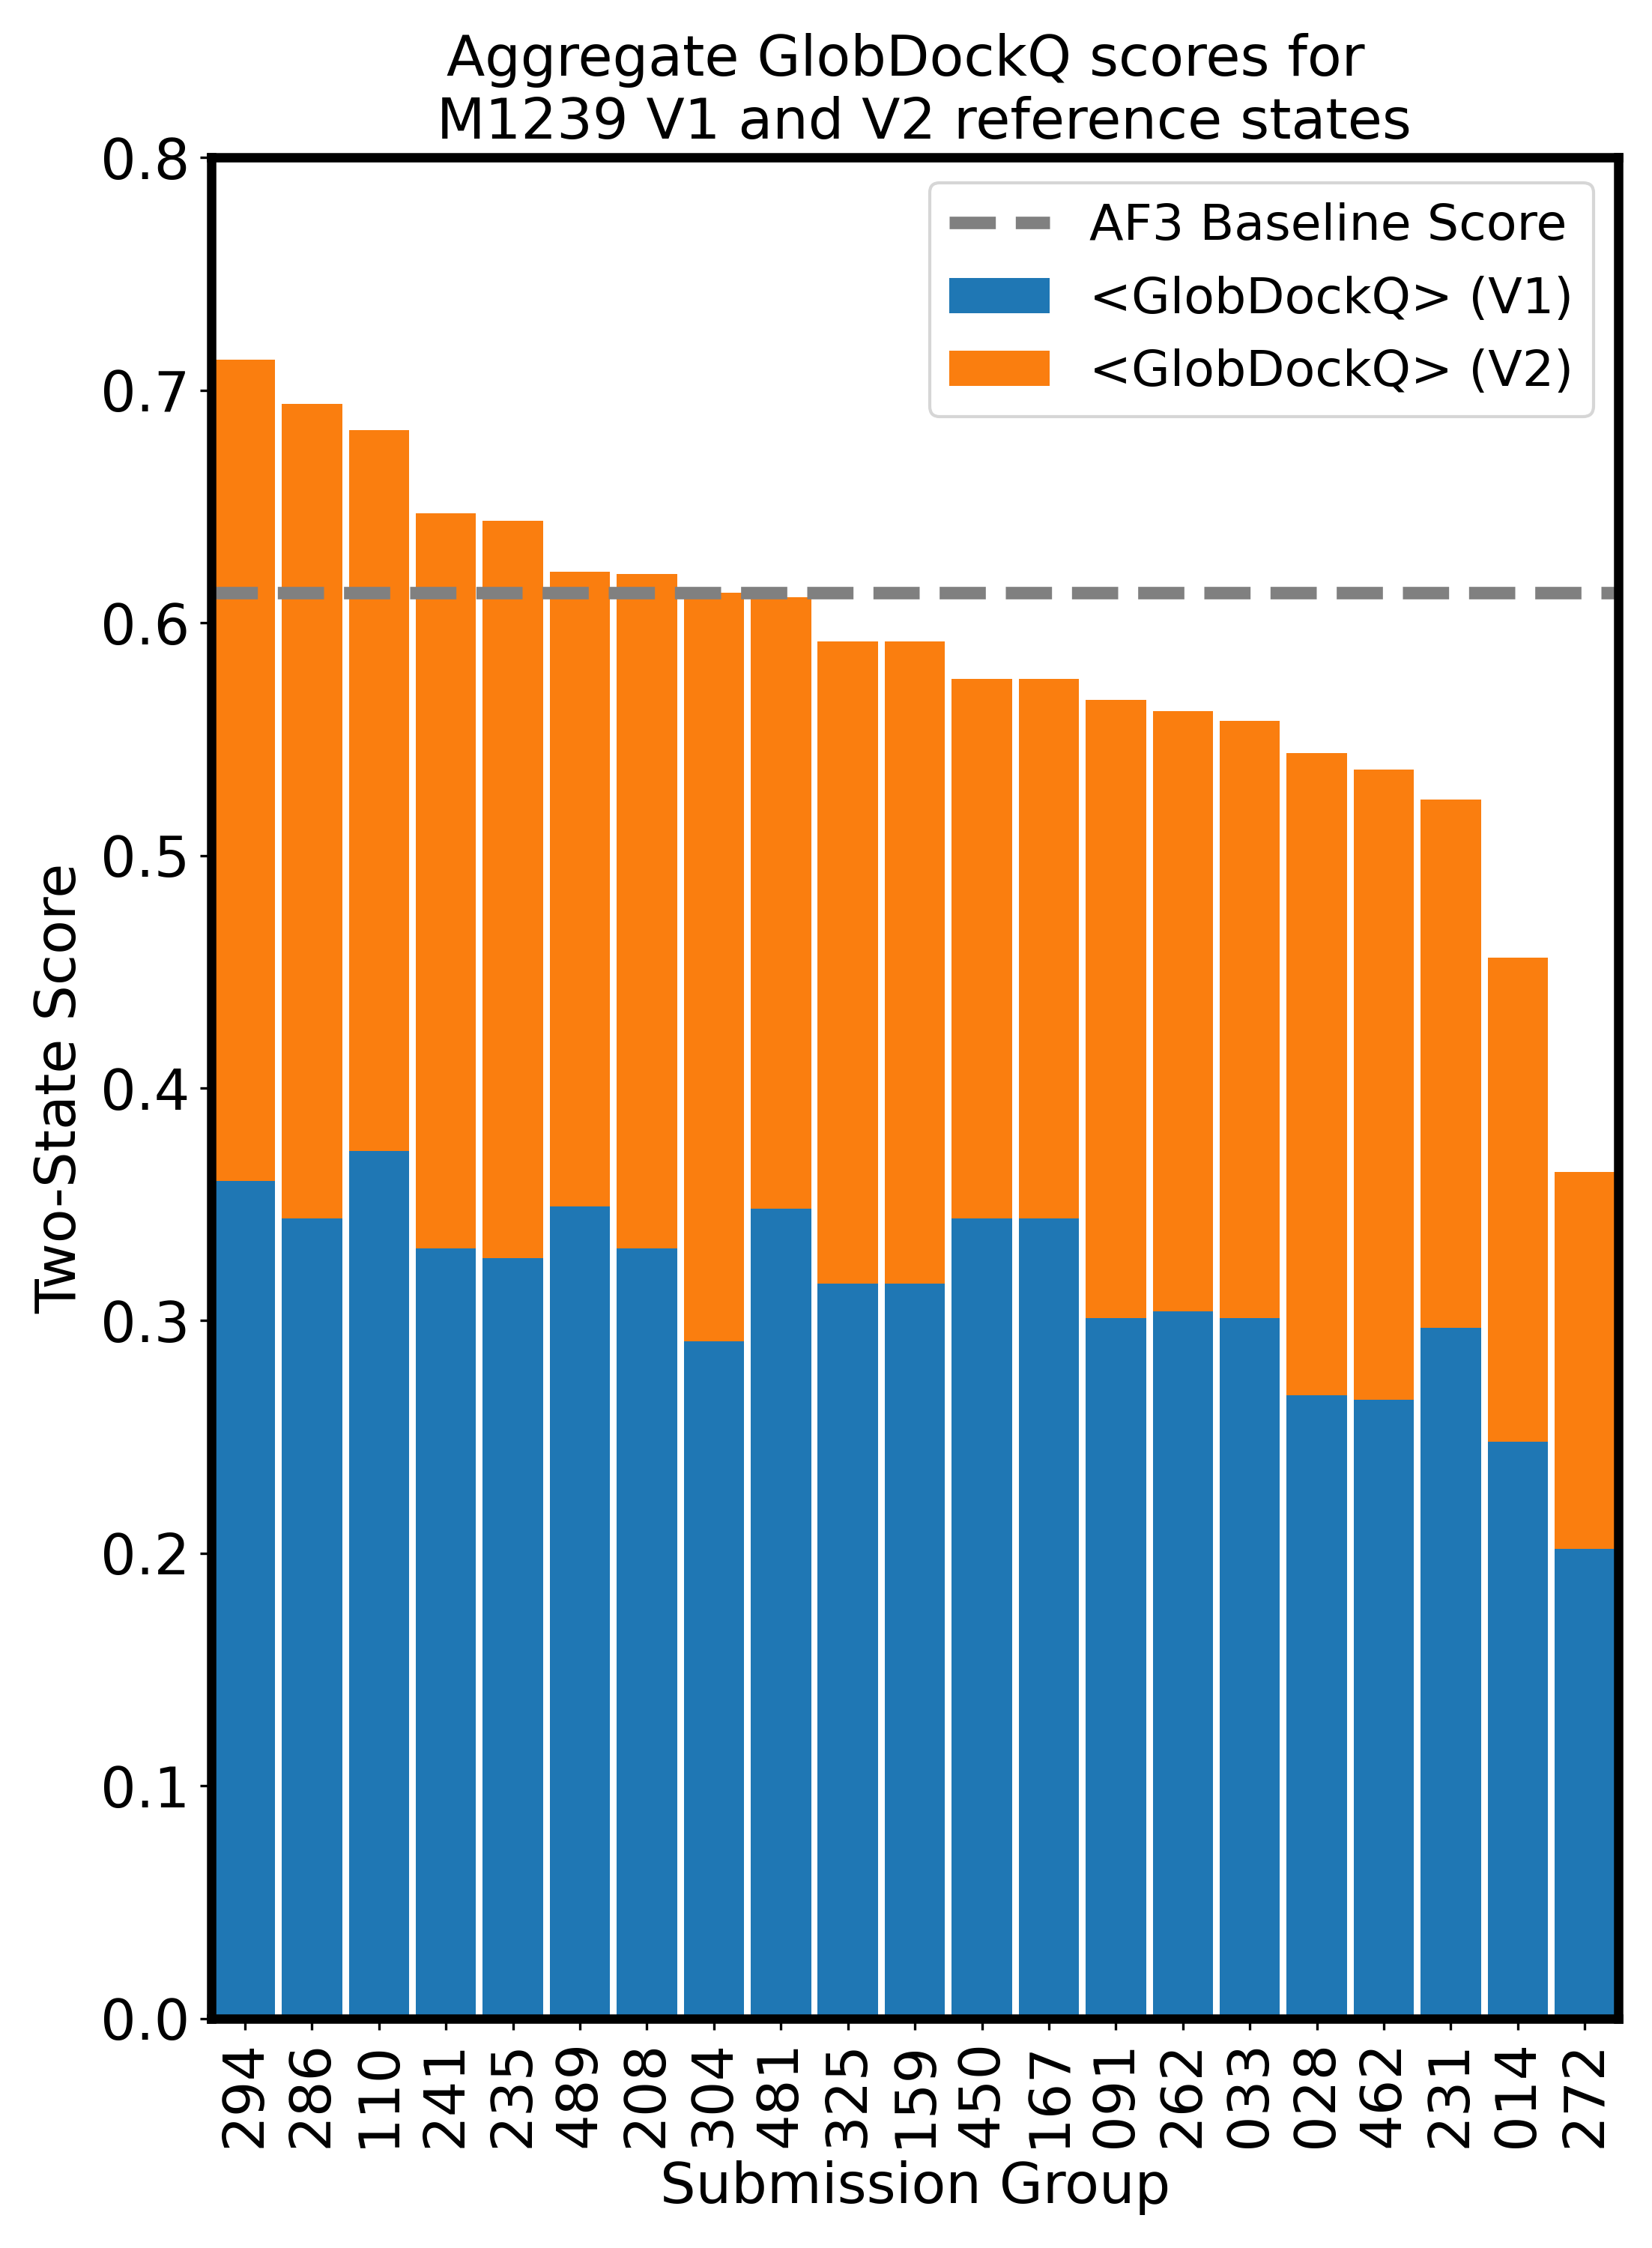 Aggregate GlobDockQ scores for
M1239 V1 and V2 reference states
AF3 Baseline Score
<GlobDockQ> (V1)
<GlobDockQ> (V2)
Two-State Score
0.8
0.7
0.6
0.5
0.4
0.3
0.2
0.1
0.0
294 286 110 241 235 489 208 304 481 325 159 450 167 091 262 033 028 462 231 014 272
Submission Group